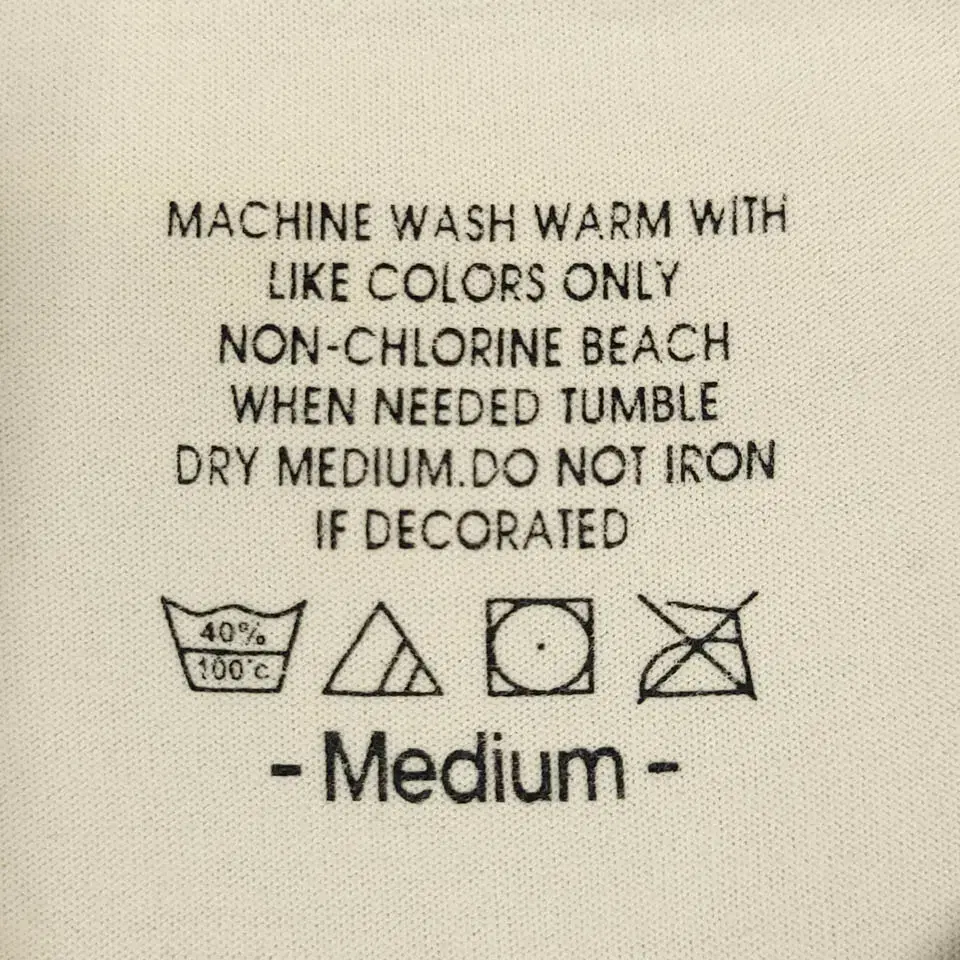 MACHINE WASH WARM WITH
LIKE COLORS ONLY
NON-CHLORINE BEACH
WHEN NEEDED TUMBLE
DRY MEDIUM.DO NOT IRON
IF DECORATED
40%
100°c
- Medium -